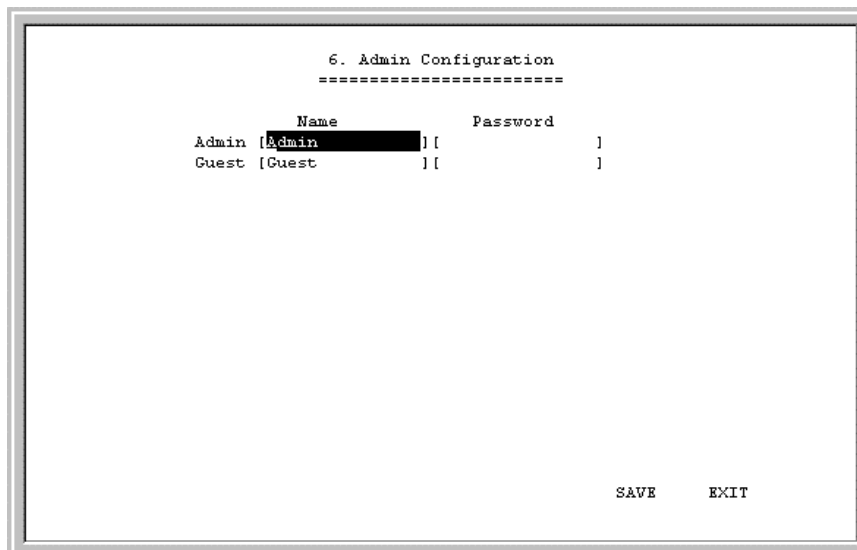 6. Admin Configuration
========================
Name Password
Admin [Admin ][ ]
Guest [Guest ][ ]
SAVE EXIT